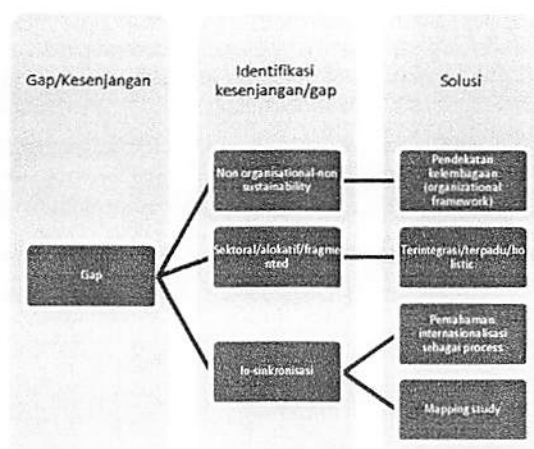 Gap/Kesenjangan
Identifikasi
kesenjangan/gap
Solusi
Gap
Non organisational-non
sustainability
Sektoral/alokatif/fragme
nted
In-sinkronisasi
Pendekatan
kelembagaan
(organizational
framework)
Terintegrasi/terpadu/ho
listic
Pemahaman
internasionalisasi
sebagai process
Mapping study